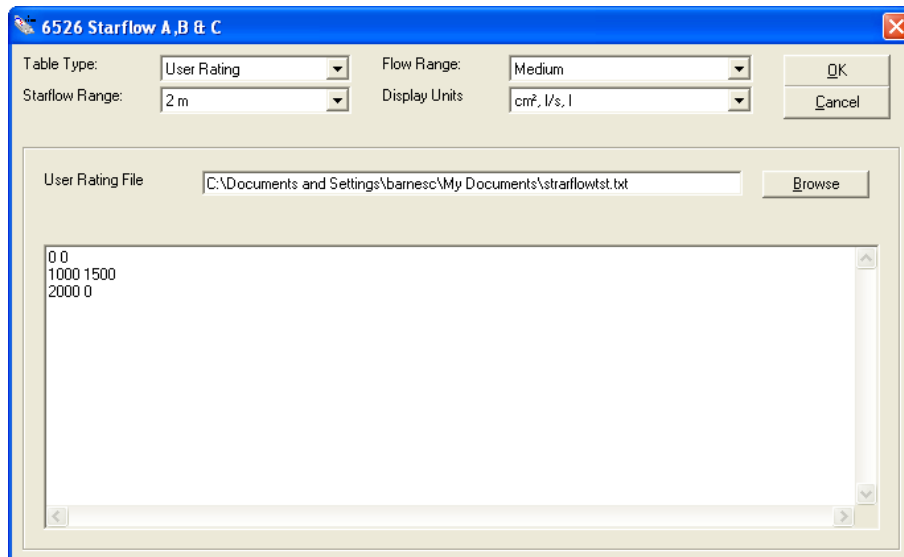 6526 Starflow A,B & C
Table Type: User Rating Flow Range: Medium OK
Starflow Range: 2 m Display Units cm², l/s, l Cancel
User Rating File C:\Documents and Settings\barnesc\My Documents\strarflowtst.txt Browse
0 0
1000 1500
2000 0